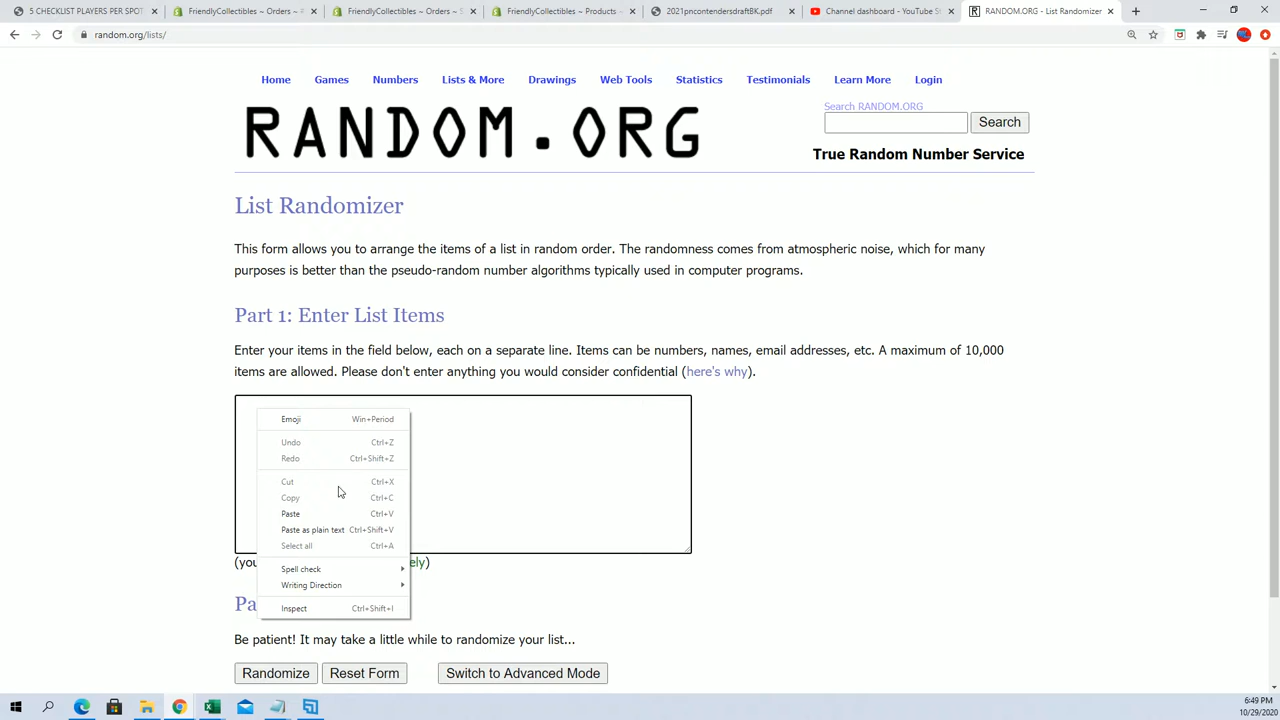 5 CHECKLIST PLAYERS PER SPOT
FriendlyCollectibles ~ Orders ~ #
FriendlyCollectibles ~ Orders ~ S
FriendlyCollectibles ~ Products ~
2021pncontendersdraftBK.pdf
Channel dashboard - YouTube St
RANDOM.ORG - List Randomizer
random.org/lists/
Home Games Numbers Lists & More Drawings Web Tools Statistics Testimonials Learn More Login
RANDOM.ORG
Search RANDOM.ORG
Search
True Random Number Service
List Randomizer
This form allows you to arrange the items of a list in random order. The randomness comes from atmospheric noise, which for many
purposes is better than the pseudo-random number algorithms typically used in computer programs.
Part 1: Enter List Items
Enter your items in the field below, each on a separate line. Items can be numbers, names, email addresses, etc. A maximum of 10,000
items are allowed. Please don't enter anything you would consider confidential (here's why).
Emoji Win+Period
Undo Ctrl+Z
Redo Ctrl+Shift+Z
Cut Ctrl+X
Copy Ctrl+C
Paste Ctrl+V
Paste as plain text Ctrl+Shift+V
Select all Ctrl+A
Spell check
Writing Direction
Inspect Ctrl+Shift+I
(you ely)
Pa
Be patient! It may take a little while to randomize your list...
Randomize Reset Form Switch to Advanced Mode
6:49 PM
10/29/2020